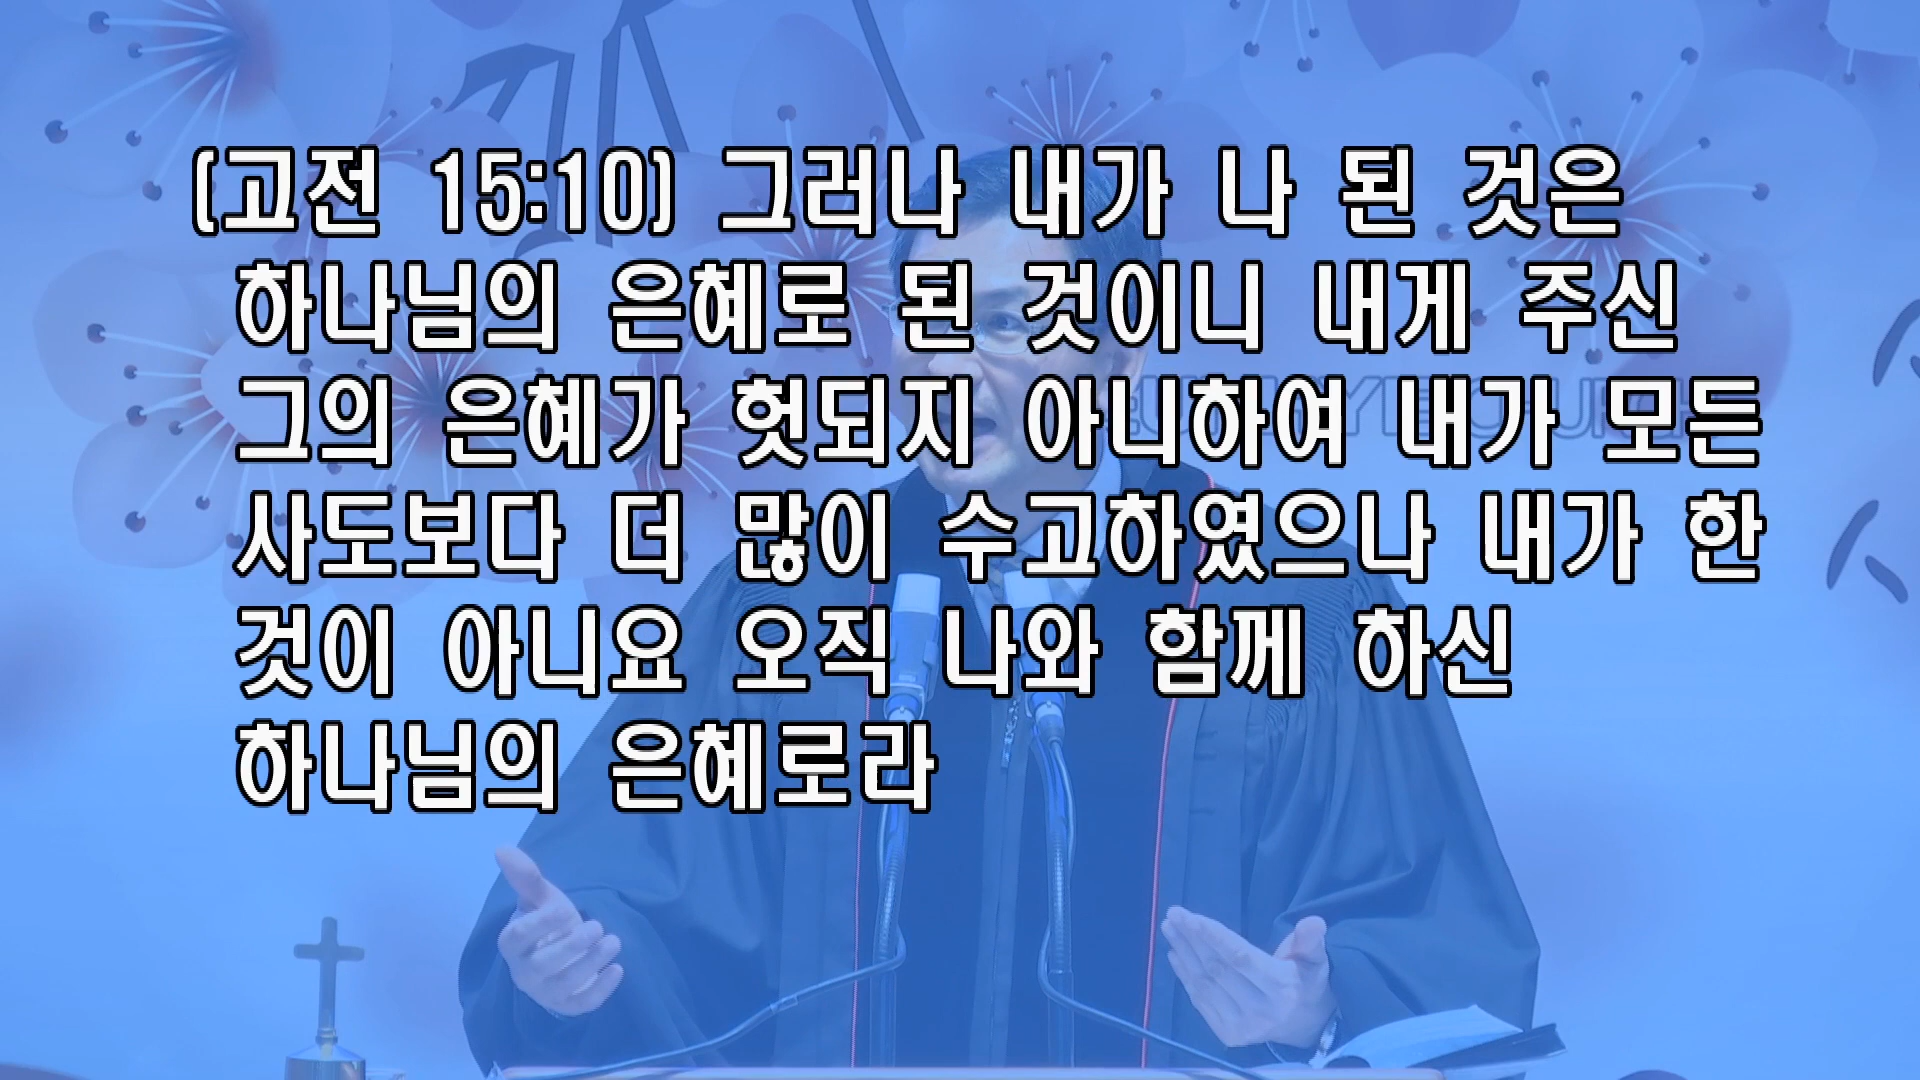 (고전 15:10) 그러나 내가 나 된 것은
하나님의 은혜로 된 것이니 내게 주신
그의 은혜가 헛되지 아니하여 내가 모든
사도보다 더 많이 수고하였으나 내가 한
것이 아니요 오직 나와 함께 하신
하나님의 은혜로라